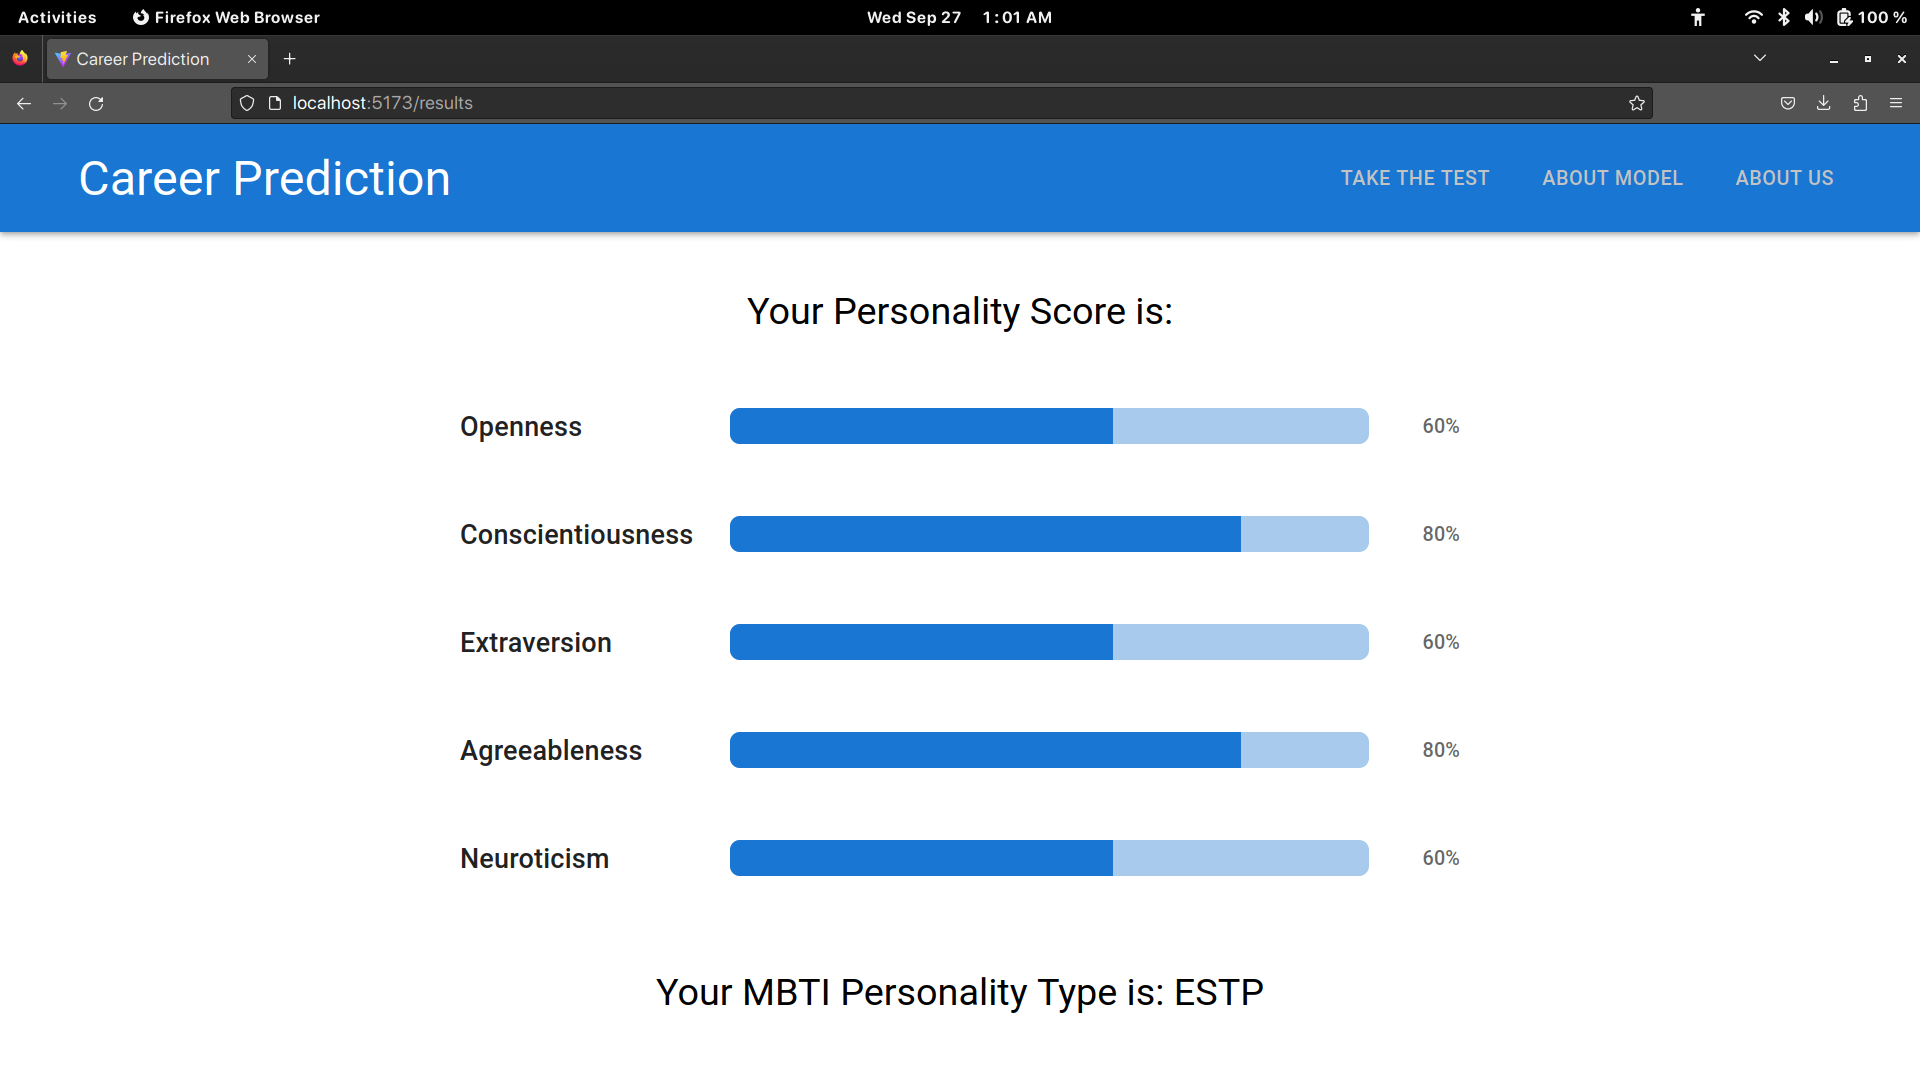 Activities Firefox Web Browser Wed Sep 27 1:01 AM 100 %
Career Prediction
localhost:5173/results
Career Prediction TAKE THE TEST ABOUT MODEL ABOUT US
Your Personality Score is:
Openness 60%
Conscientiousness 80%
Extraversion 60%
Agreeableness 80%
Neuroticism 60%
Your MBTI Personality Type is: ESTP